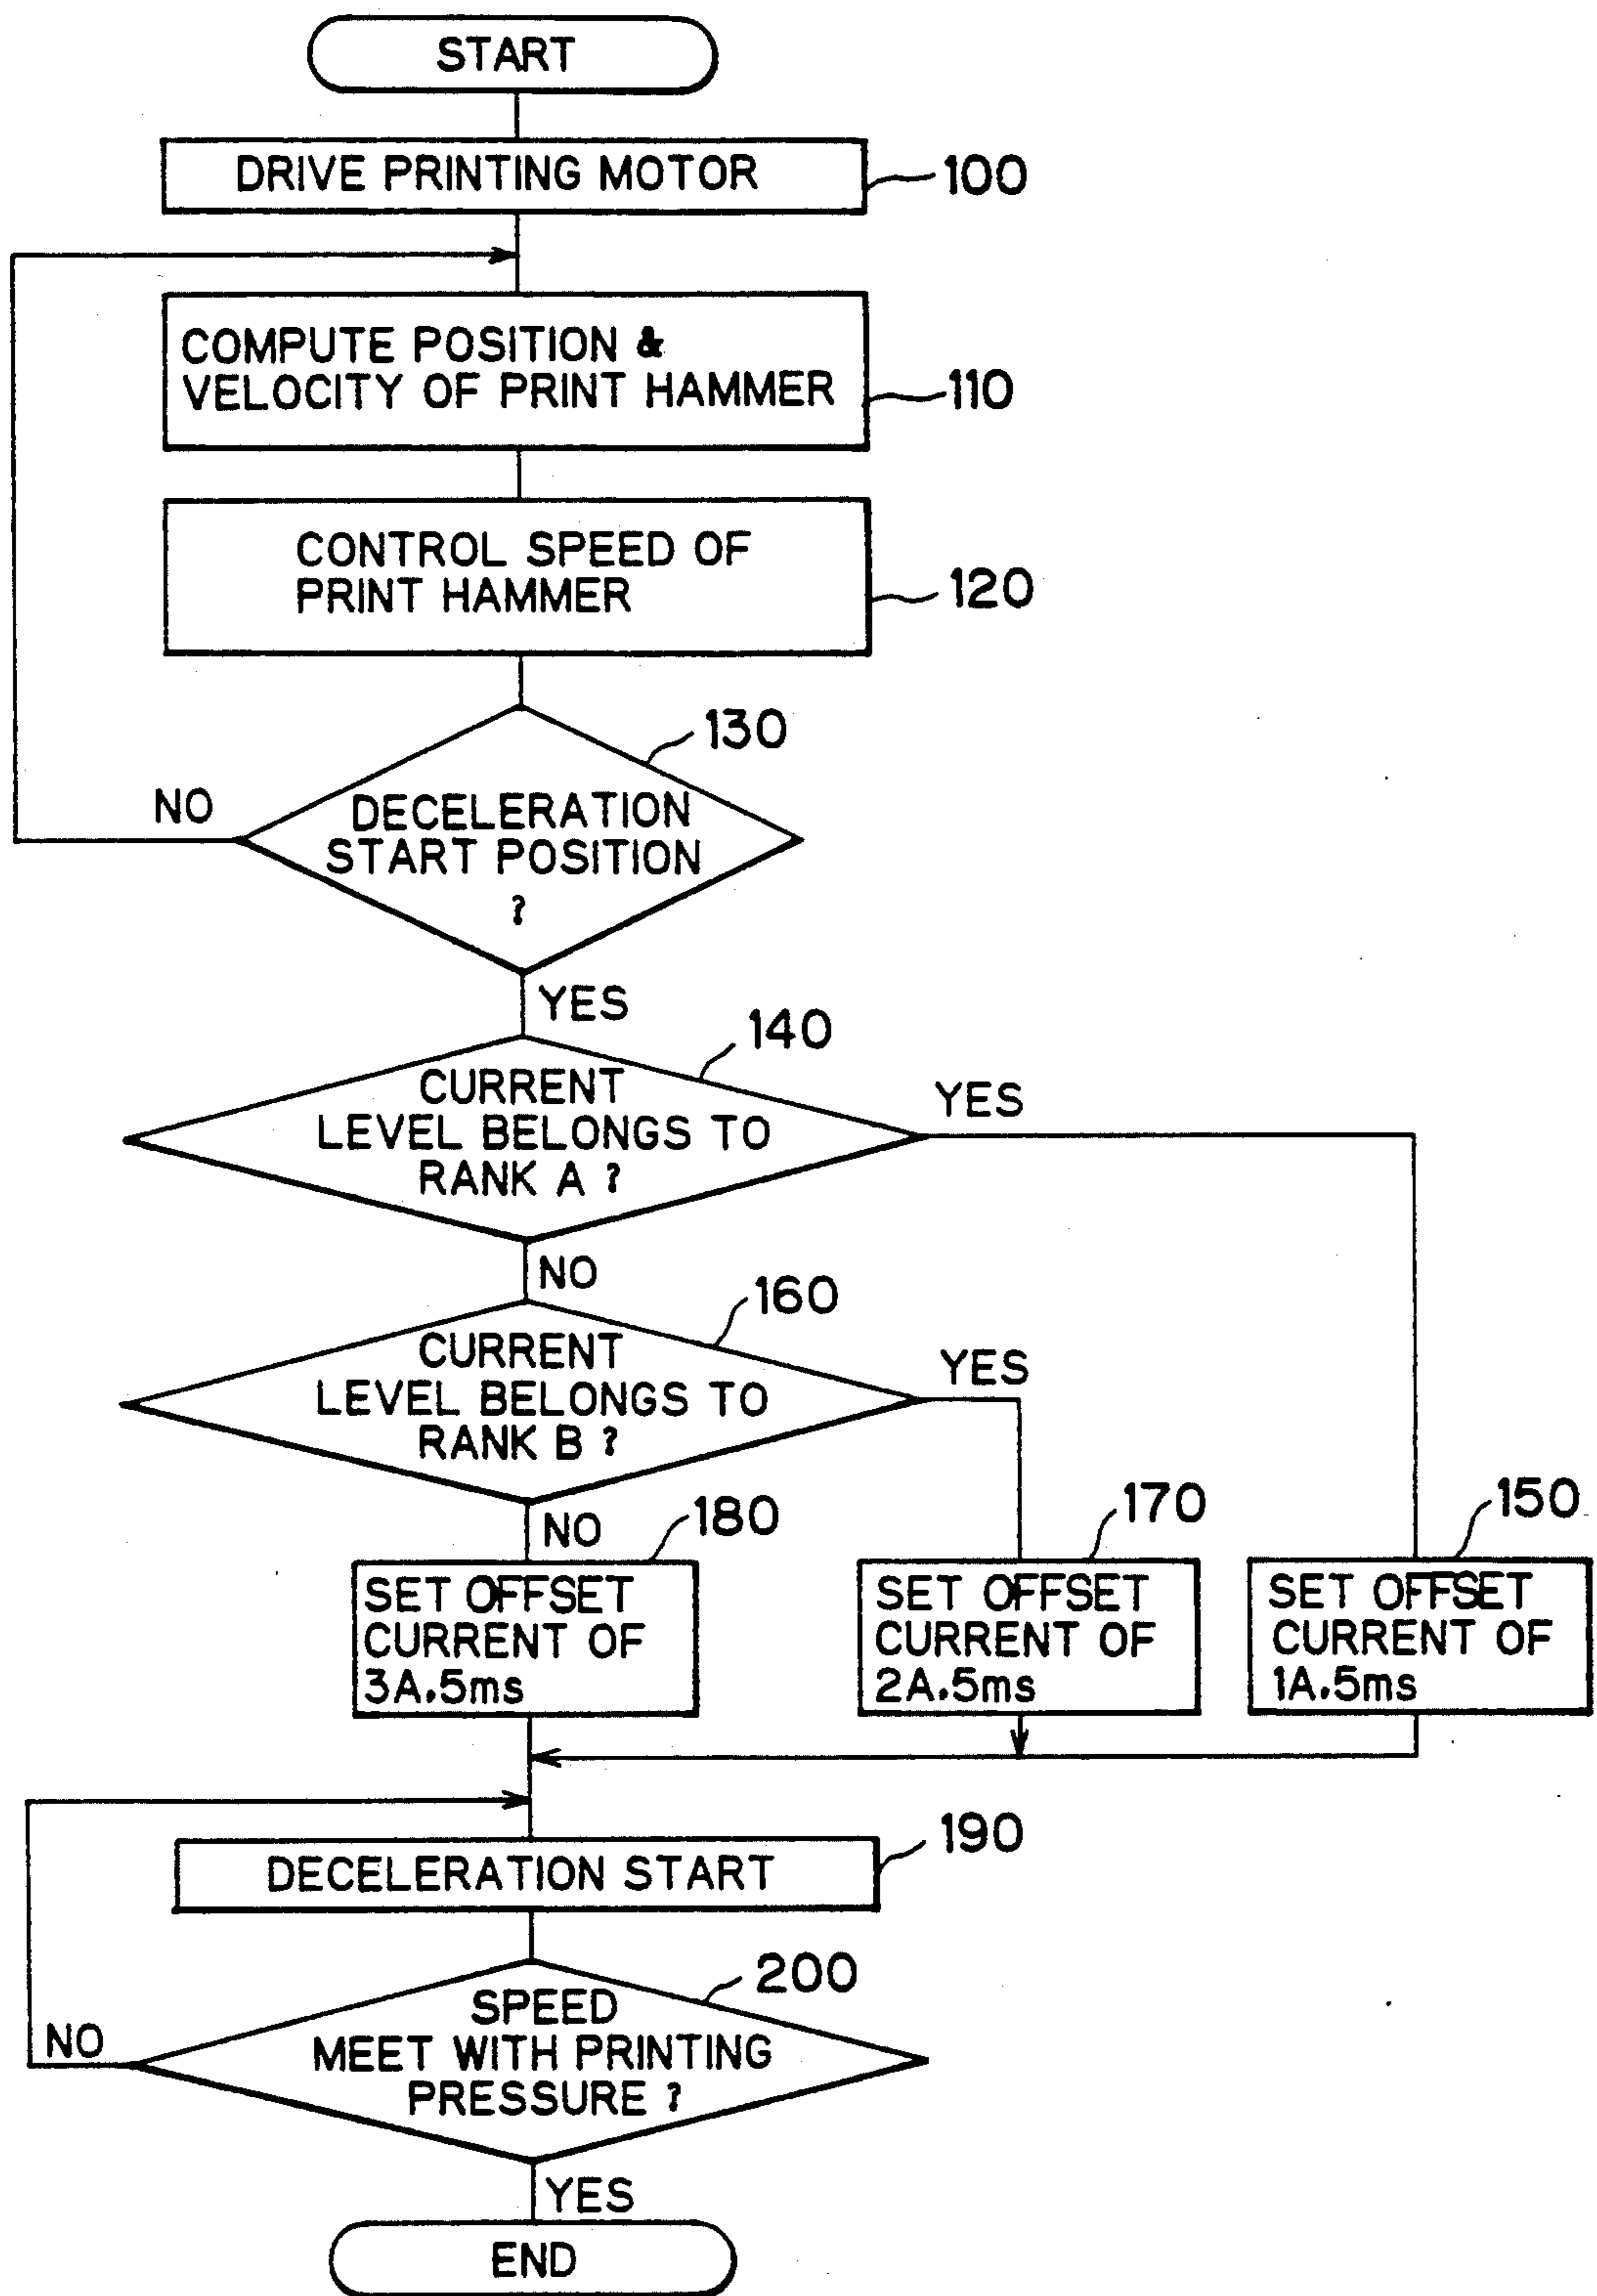 START
DRIVE PRINTING MOTOR
100
COMPUTE POSITION &
VELOCITY OF PRINT HAMMER
110
CONTROL SPEED OF
PRINT HAMMER
120
130
NO
DECELERATION
START POSITION
?
YES
140
CURRENT
LEVEL BELONGS TO
RANK A ?
YES
NO
160
CURRENT
LEVEL BELONGS TO
RANK B ?
YES
NO
180
SET OFFSET
CURRENT OF
3A.5ms
170
SET OFFSET
CURRENT OF
2A.5ms
150
SET OFFSET
CURRENT OF
1A.5ms
190
DECELERATION START
200
SPEED
MEET WITH PRINTING
PRESSURE ?
NO
YES
END